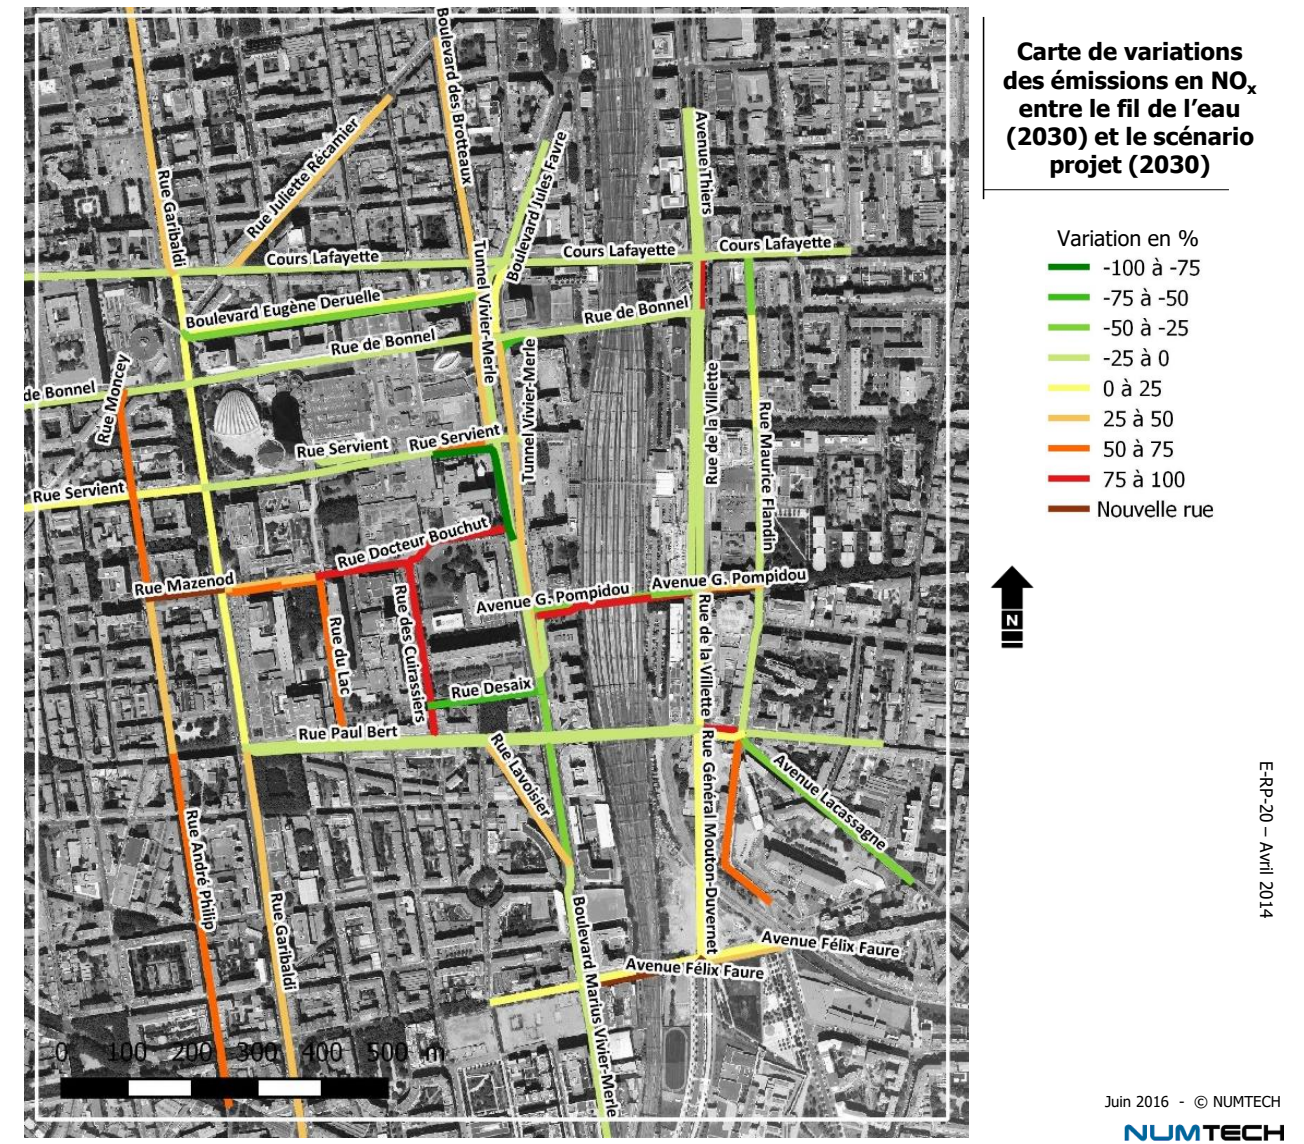 Carte de variations
des émissions en NOx
entre le fil de l'eau
(2030) et le scénario
projet (2030)
Variation en %
-100 à -75
-75 à -50
-50 à -25
-25 à 0
0 à 25
25 à 50
50 à 75
75 à 100
Nouvelle rue
N
E-RP-20 – Avril 2014
Juin 2016 - © NUMTECH
NUMTECH
Boulevard des Brotteaux
Rue Juliette Récamier
Rue Garibaldi
Boulevard Jules Favre
Avenue Thiers
Cours Lafayette
Cours Lafayette
Cours Lafayette
Tunnel Vivier-Merle
Boulevard Eugène Deruelle
Rue de Bonnel
Rue de Bonnel
de Bonnel
Rue Moncey
Tunnel Vivier-Merle
Rue de la Villette
Rue Maurice Flandin
Rue Servient
Rue Servient
Rue Servient
Rue Docteur Bouchut
Rue Mazenod
Avenue G. Pompidou
Avenue G. Pompidou
Rue du Lac
Rue des Cuirassiers
Rue de la Villette
Rue Desaix
Rue Paul Bert
Rue Lavoisier
Rue Général Mouton-Duvernet
Avenue Lacassagne
Rue André Philip
Rue Garibaldi
Boulevard Marius Vivier-Merle
Avenue Félix Faure
Avenue Félix Faure
0 100 200 300 400 500 m